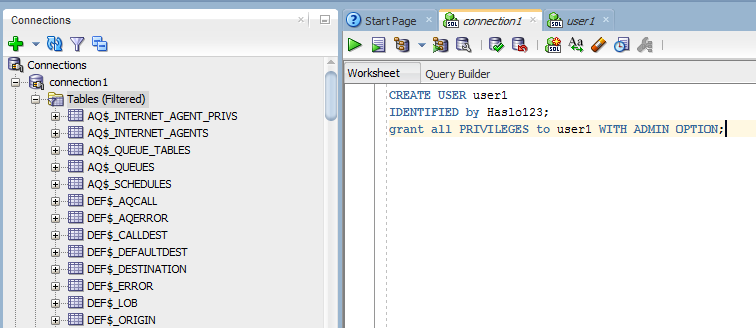 Connections
Start Page
connection1
user1
Connections
connection1
Tables (Filtered)
AQ$_INTERNET_AGENT_PRIVS
AQ$_INTERNET_AGENTS
AQ$_QUEUE_TABLES
AQ$_QUEUES
AQ$_SCHEDULES
DEF$_AQCALL
DEF$_AQERROR
DEF$_CALLDEST
DEF$_DEFAULTDEST
DEF$_DESTINATION
DEF$_ERROR
DEF$_LOB
DEF$_ORIGIN
Worksheet
Query Builder
CREATE USER user1
IDENTIFIED by Haslo123;
grant all PRIVILEGES to user1 WITH ADMIN OPTION;